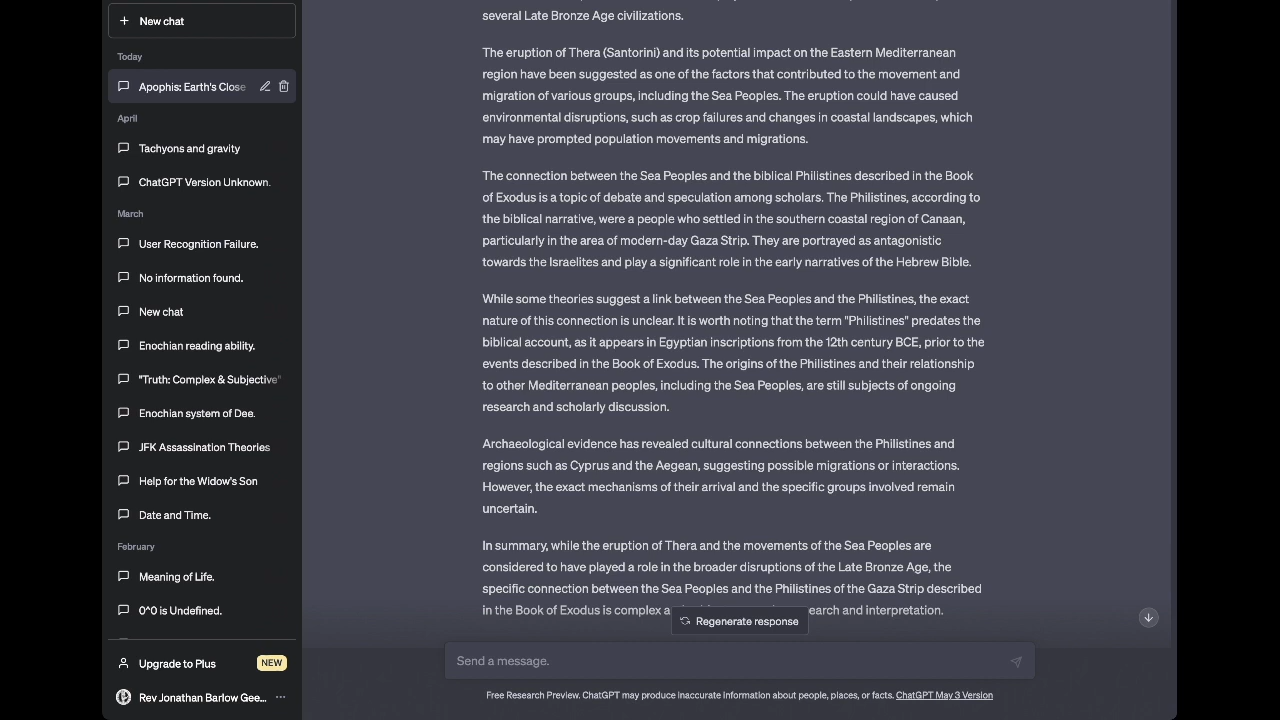 New chat
Today
Apophis: Earth's Close
April
Tachyons and gravity
ChatGPT Version Unknown.
March
User Recognition Failure.
No information found.
New chat
Enochian reading ability.
"Truth: Complex & Subjective"
Enochian system of Dee.
JFK Assassination Theories
Help for the Widow's Son
Date and Time.
February
Meaning of Life.
0^0 is Undefined.
Upgrade to Plus NEW
Rev Jonathan Barlow Gee...
several Late Bronze Age civilizations.
The eruption of Thera (Santorini) and its potential impact on the Eastern Mediterranean
region have been suggested as one of the factors that contributed to the movement and
migration of various groups, including the Sea Peoples. The eruption could have caused
environmental disruptions, such as crop failures and changes in coastal landscapes, which
may have prompted population movements and migrations.
The connection between the Sea Peoples and the biblical Philistines described in the Book
of Exodus is a topic of debate and speculation among scholars. The Philistines, according to
the biblical narrative, were a people who settled in the southern coastal region of Canaan,
particularly in the area of modern-day Gaza Strip. They are portrayed as antagonistic
towards the Israelites and play a significant role in the early narratives of the Hebrew Bible.
While some theories suggest a link between the Sea Peoples and the Philistines, the exact
nature of this connection is unclear. It is worth noting that the term "Philistines" predates the
biblical account, as it appears in Egyptian inscriptions from the 12th century BCE, prior to the
events described in the Book of Exodus. The origins of the Philistines and their relationship
to other Mediterranean peoples, including the Sea Peoples, are still subjects of ongoing
research and scholarly discussion.
Archaeological evidence has revealed cultural connections between the Philistines and
regions such as Cyprus and the Aegean, suggesting possible migrations or interactions.
However, the exact mechanisms of their arrival and the specific groups involved remain
uncertain.
In summary, while the eruption of Thera and the movements of the Sea Peoples are
considered to have played a role in the broader disruptions of the Late Bronze Age, the
specific connection between the Sea Peoples and the Philistines of the Gaza Strip described
in the Book of Exodus is complex and interpretation.
Regenerate response
Send a message.
Free Research Preview. ChatGPT may produce inaccurate information about people, places, or facts. ChatGPT May 3 Version